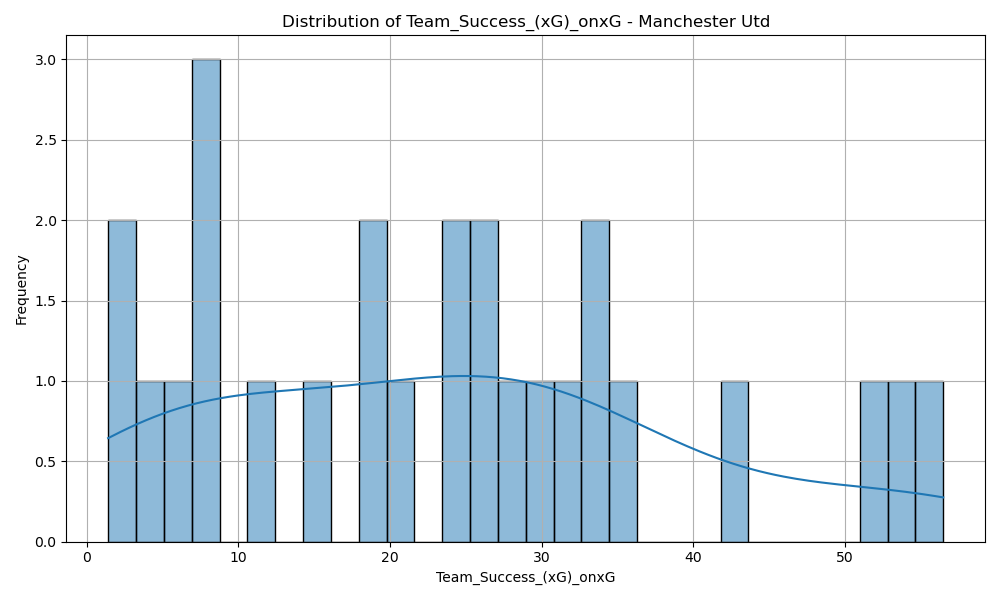 Distribution of Team_Success_(xG)_onxG - Manchester Utd
3.0
2.5
2.0
1.5
1.0
0.5
0.0
Frequency
0 10 20 30 40 50
Team_Success_(xG)_onxG